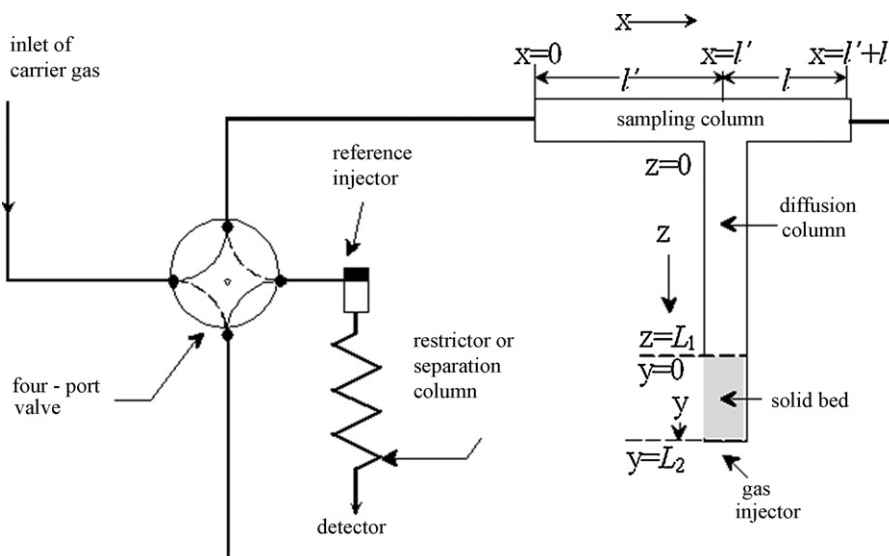 inlet of
carrier gas
x
x=0
x=l'
x=l'+l
l'
l
sampling column
reference
injector
z=0
diffusion
column
z
restrictor or
separation
column
z=L1
y=0
four - port
valve
solid bed
y
y=L2
gas
injector
detector